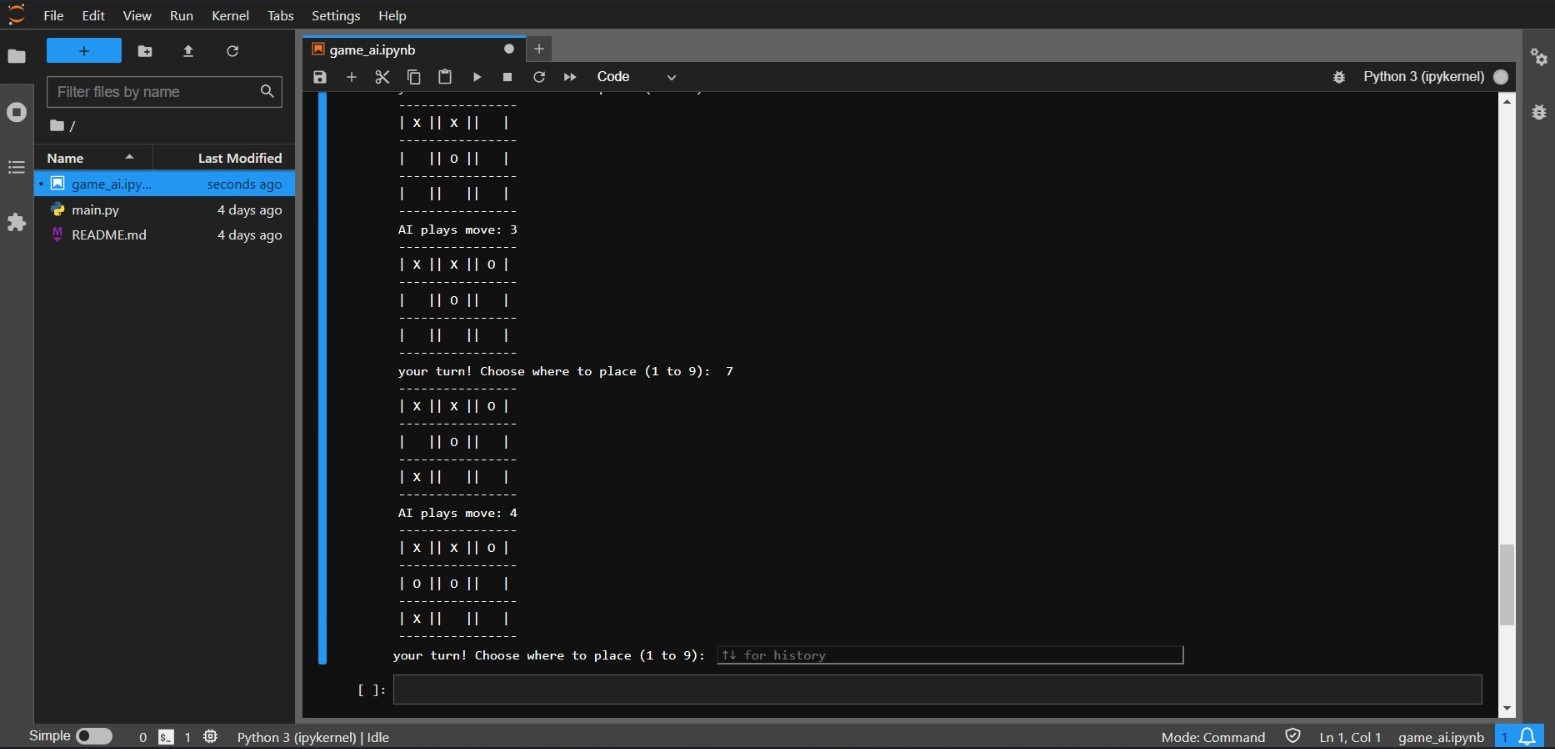 File Edit View Run Kernel Tabs Settings Help
game_ai.ipynb
Code
Python 3 (ipykernel)
Filter files by name
/
Name Last Modified
game_ai.ipy... seconds ago
main.py 4 days ago
README.md 4 days ago
----------------
| X || X ||   |
----------------
|   || O ||   |
----------------
|   ||   ||   |
----------------
AI plays move: 3
----------------
| X || X || O |
----------------
|   || O ||   |
----------------
|   ||   ||   |
----------------
your turn! Choose where to place (1 to 9):  7
----------------
| X || X || O |
----------------
|   || O ||   |
----------------
| X ||   ||   |
----------------
AI plays move: 4
----------------
| X || X || O |
----------------
| O || O ||   |
----------------
| X ||   ||   |
----------------
your turn! Choose where to place (1 to 9): ↑↓ for history
[ ]:
Simple 0 $_ 1 Python 3 (ipykernel) | Idle Mode: Command Ln 1, Col 1 game_ai.ipynb 1